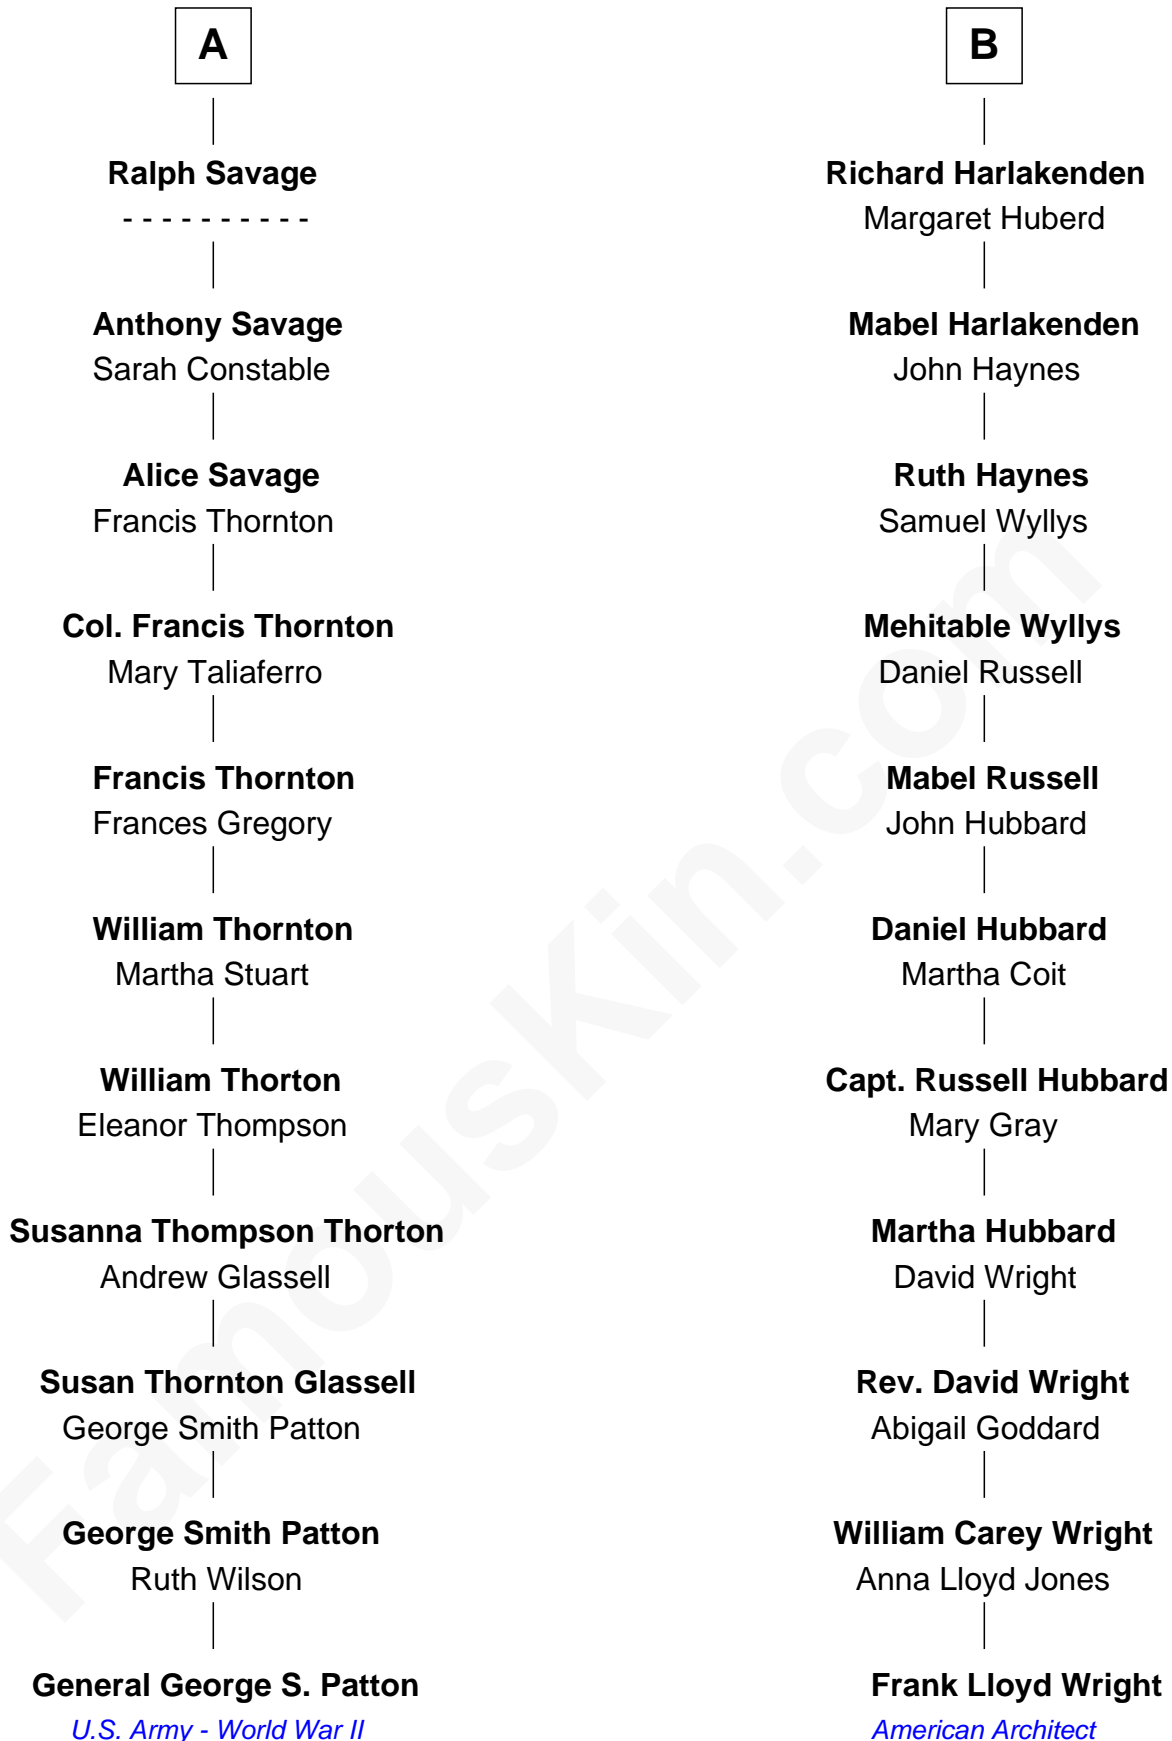 A
Ralph Savage
- - - - - - - - - -
Anthony Savage
Sarah Constable
Alice Savage
Francis Thornton
Col. Francis Thornton
Mary Taliaferro
Francis Thornton
Frances Gregory
William Thornton
Martha Stuart
William Thorton
Eleanor Thompson
Susanna Thompson Thorton
Andrew Glassell
Susan Thornton Glassell
George Smith Patton
George Smith Patton
Ruth Wilson
General George S. Patton
U.S. Army - World War II
B
Richard Harlakenden
Margaret Huberd
Mabel Harlakenden
John Haynes
Ruth Haynes
Samuel Wyllys
Mehitable Wyllys
Daniel Russell
Mabel Russell
John Hubbard
Daniel Hubbard
Martha Coit
Capt. Russell Hubbard
Mary Gray
Martha Hubbard
David Wright
Rev. David Wright
Abigail Goddard
William Carey Wright
Anna Lloyd Jones
Frank Lloyd Wright
American Architect
FamousKin.com